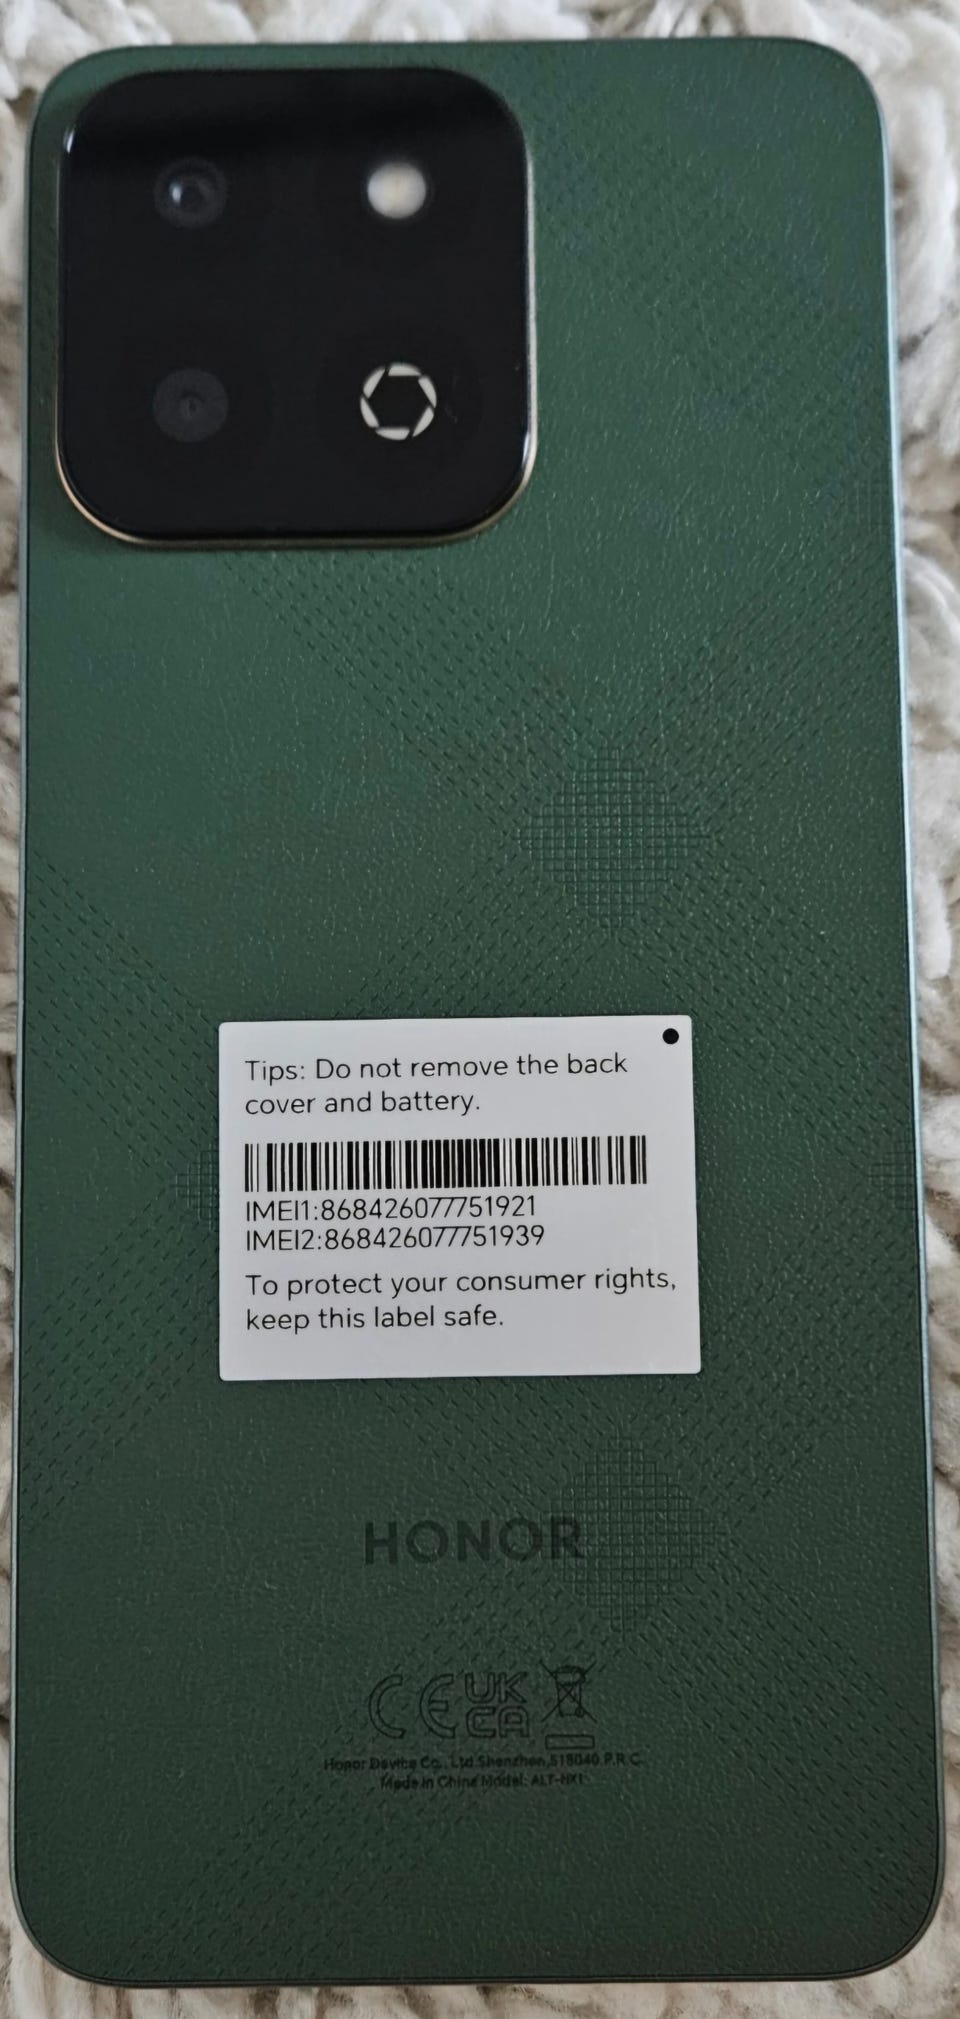 Tips: Do not remove the back
cover and battery.
IMEI1:868426077751921
IMEI2:868426077751939
To protect your consumer rights,
keep this label safe.
HONOR
CE UK
CA
Honor Device Co., Ltd.Shenzhen,518040.P.R.C.
Made in China Model: ALT-NX1